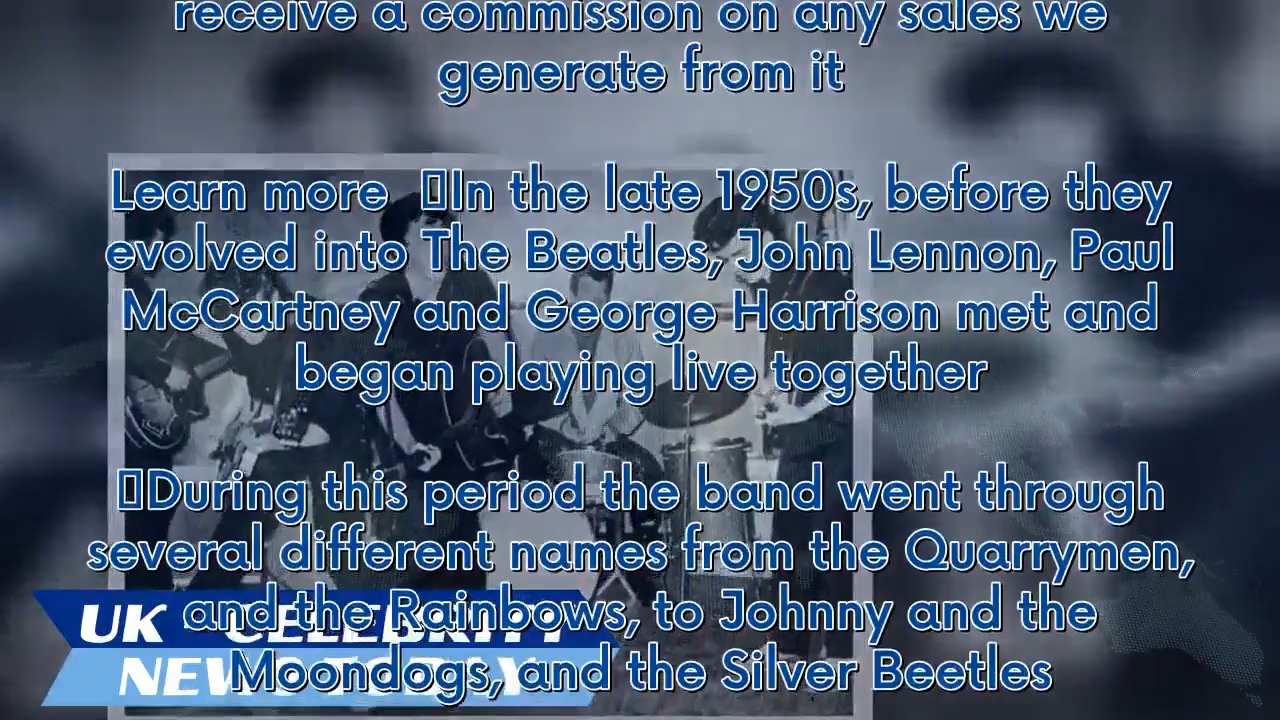 receive a commission on any sales we
generate from it
Learn more ▯In the late 1950s, before they
evolved into The Beatles, John Lennon, Paul
McCartney and George Harrison met and
began playing live together
▯During this period the band went through
several different names from the Quarrymen,
and the Rainbows, to Johnny and the
Moondogs, and the Silver Beetles
UK CELEBRITY
NEWS TODAY